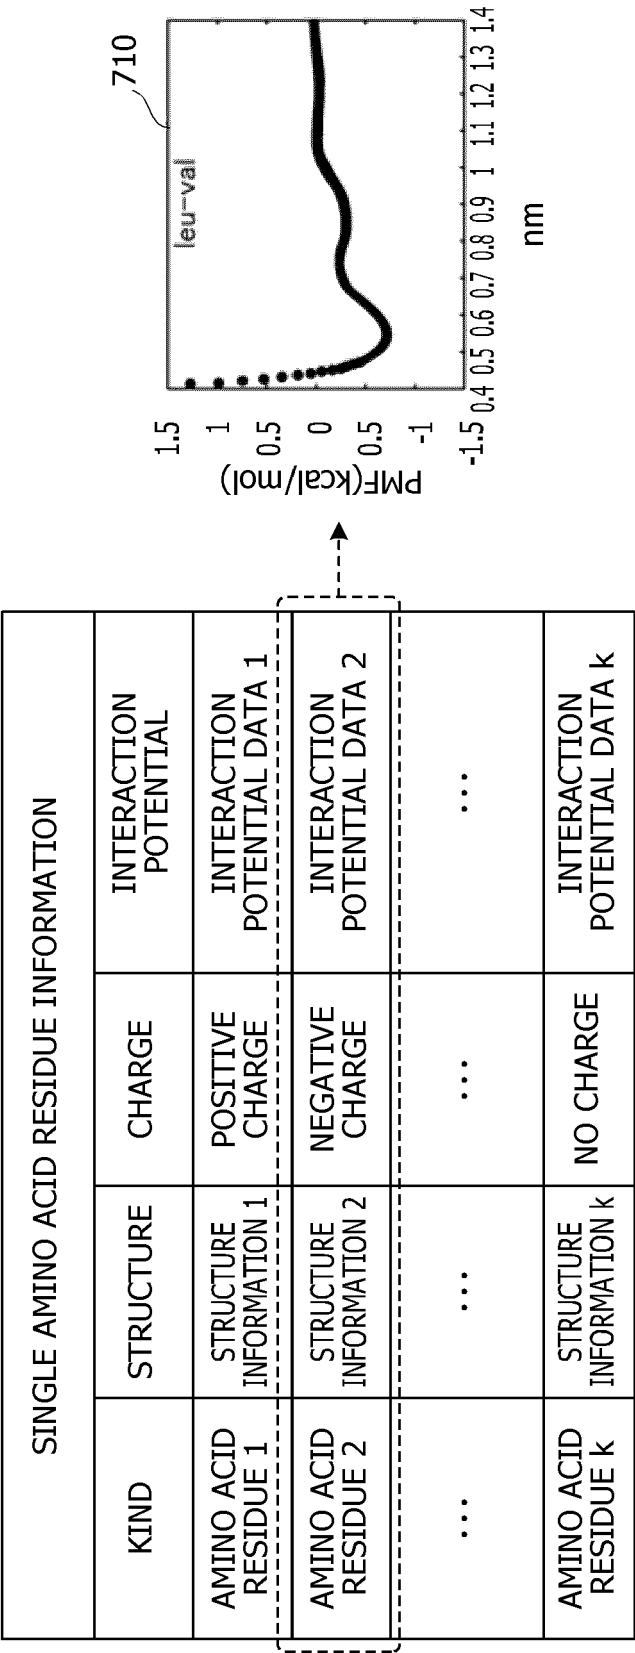 SINGLE AMINO ACID RESIDUE INFORMATION
KIND
STRUCTURE
CHARGE
INTERACTION
POTENTIAL
AMINO ACID
RESIDUE 1
STRUCTURE
INFORMATION 1
POSITIVE
CHARGE
INTERACTION
POTENTIAL DATA 1
AMINO ACID
RESIDUE 2
STRUCTURE
INFORMATION 2
NEGATIVE
CHARGE
INTERACTION
POTENTIAL DATA 2
...
...
...
...
AMINO ACID
RESIDUE k
STRUCTURE
INFORMATION k
NO CHARGE
INTERACTION
POTENTIAL DATA k
710
leu-val
PMF(kcal/mol)
1.5
1
0.5
0
0.5
-1
-1.5
0.4 0.5 0.6 0.7 0.8 0.9 1 1.1 1.2 1.3 1.4
nm